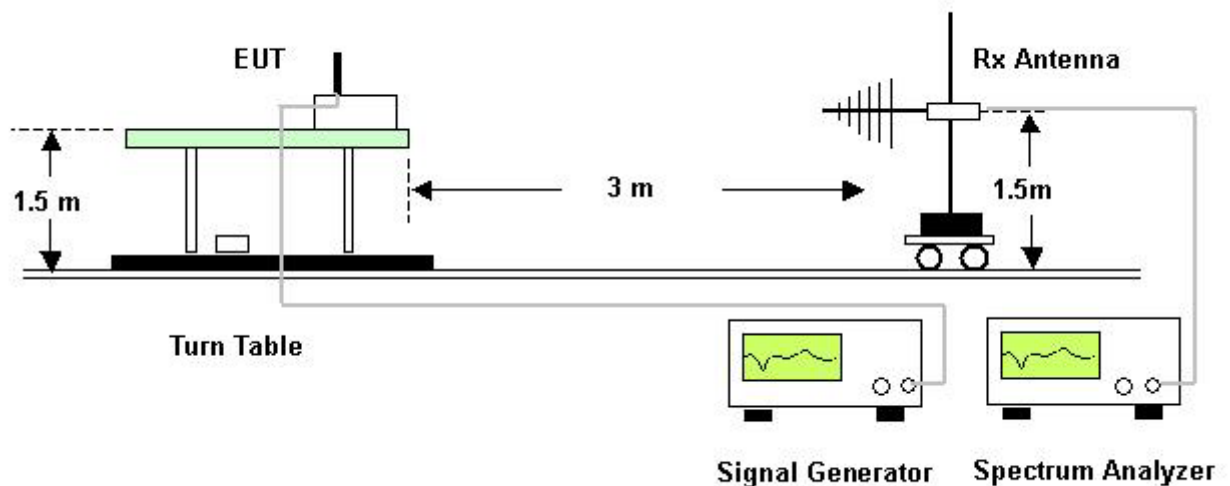 EUT
Rx Antenna
1.5 m
3 m
1.5m
Turn Table
Signal Generator
Spectrum Analyzer